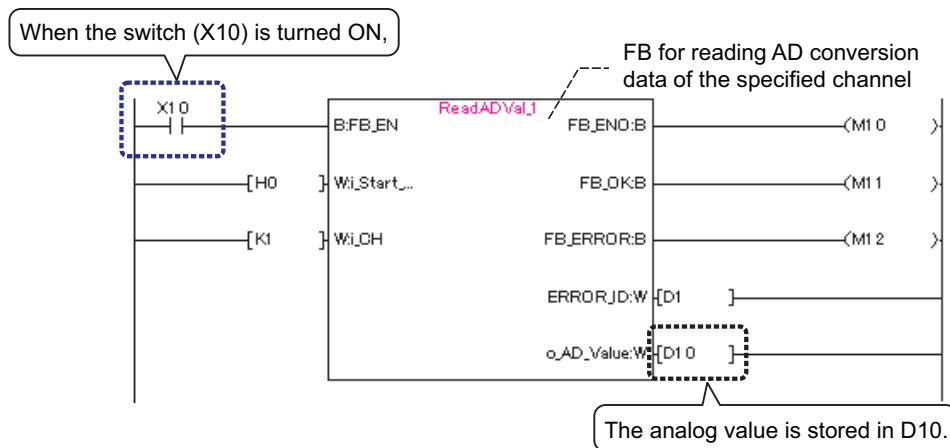 When the switch (X10) is turned ON,
FB for reading AD conversion
data of the specified channel
X10
ReadADVal_1
B:FB_EN
FB_ENO:B
(M10 )
[H0 ]
W:i_Start_...
FB_OK:B
(M11 )
[K1 ]
W:i_CH
FB_ERROR:B
(M12 )
ERROR_ID:W
[D1 ]
o_AD_Value:W
[D10 ]
The analog value is stored in D10.